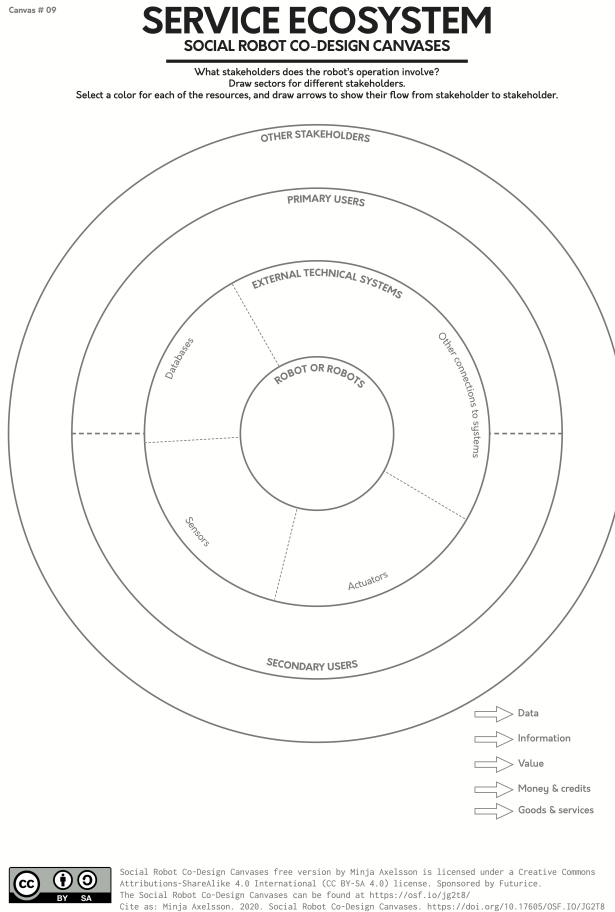 Canvas # 09
SERVICE ECOSYSTEM
SOCIAL ROBOT CO-DESIGN CANVASES
What stakeholders does the robot's operation involve?
Draw sectors for different stakeholders.
Select a color for each of the resources, and draw arrows to show their flow from stakeholder to stakeholder.
OTHER STAKEHOLDERS
PRIMARY USERS
EXTERNAL TECHNICAL SYSTEMS
Databases
Other connections to systems
ROBOT OR ROBOTS
Sensors
Actuators
SECONDARY USERS
Data
Information
Value
Money & credits
Goods & services
cc
BY SA
Social Robot Co-Design Canvases free version by Minja Axelsson is licensed under a Creative Commons
Attributions-ShareAlike 4.0 International (CC BY-SA 4.0) license. Sponsored by Futurice.
The Social Robot Co-Design Canvases can be found at https://osf.io/jg2t8/
Cite as: Minja Axelsson. 2020. Social Robot Co-Design Canvases. https://doi.org/10.17605/OSF.IO/JG2T8